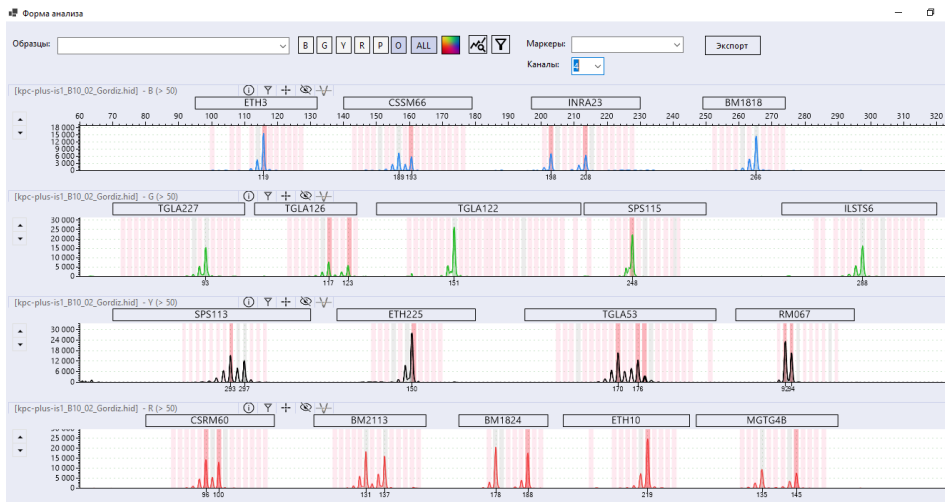 Форма анализа
Образцы: B G Y R P O ALL Маркеры: Экспорт
Каналы: 4
[kpc-plus-is1_B10_02_Gordiz.hid] - B (> 50)
ETH3 CSSM66 INRA23 BM1818
60 70 80 90 100 110 120 130 140 150 160 170 180 190 200 210 220 230 240 250 260 270 280 290 300 310 320
18 000
15 000
12 000
9 000
6 000
3 000
0
119 189 193 198 208 266
[kpc-plus-is1_B10_02_Gordiz.hid] - G (> 50)
TGLA227 TGLA126 TGLA122 SPS115 ILSTS6
30 000
25 000
20 000
15 000
10 000
5 000
0
93 117 123 151 248 288
[kpc-plus-is1_B10_02_Gordiz.hid] - Y (> 50)
SPS113 ETH225 TGLA53 RM067
30 000
24 000
18 000
12 000
6 000
0
293 297 150 170 176 94
[kpc-plus-is1_B10_02_Gordiz.hid] - R (> 50)
CSRM60 BM2113 BM1824 ETH10 MGTG4B
25 000
20 000
15 000
10 000
5 000
0
96 100 131 137 178 188 219 135 145